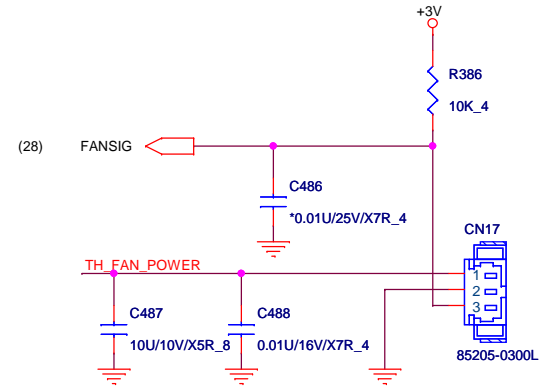 +3V
R386
10K_4
(28) FANSIG
C486
*0.01U/25V/X7R_4
CN17
TH_FAN_POWER
1
2
3
C487
10U/10V/X5R_8
C488
0.01U/16V/X7R_4
85205-0300L